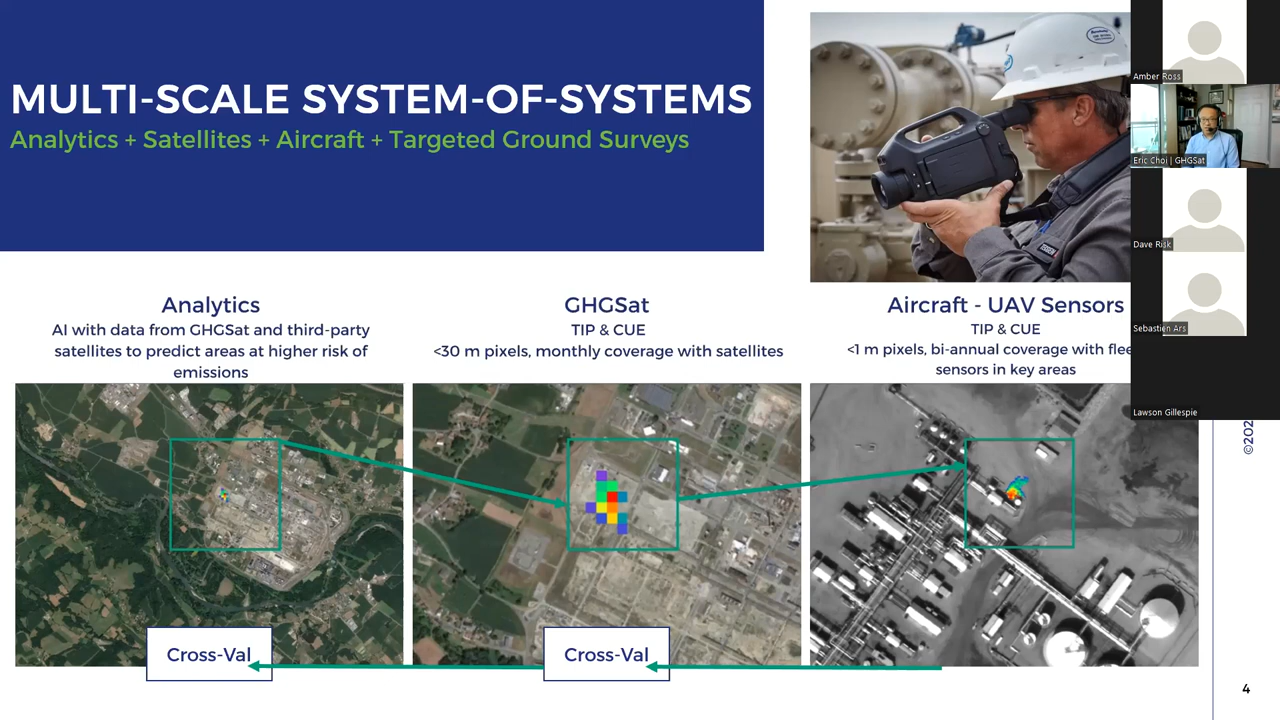 MULTI-SCALE SYSTEM-OF-SYSTEMS
Analytics + Satellites + Aircraft + Targeted Ground Surveys
Amber Ross
Eric Choi | GHGSat
Dave Risk
Sebastien Ars
Lawson Gillespie
Analytics
AI with data from GHGSat and third-party
satellites to predict areas at higher risk of
emissions
GHGSat
TIP & CUE
<30 m pixels, monthly coverage with satellites
Aircraft - UAV Sensors
TIP & CUE
<1 m pixels, bi-annual coverage with
sensors in key areas
Cross-Val
Cross-Val
4